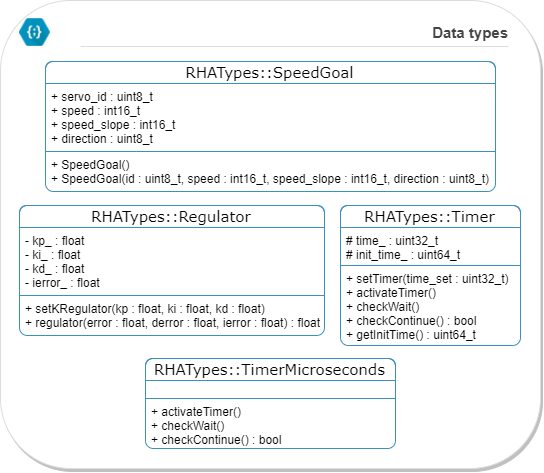 {:}
Data types
RHATypes::SpeedGoal
+ servo_id : uint8_t
+ speed : int16_t
+ speed_slope : int16_t
+ direction : uint8_t
+ SpeedGoal()
+ SpeedGoal(id : uint8_t, speed : int16_t, speed_slope : int16_t, direction : uint8_t)
RHATypes::Regulator
- kp_ : float
- ki_ : float
- kd_ : float
- ierror_ : float
+ setKRegulator(kp : float, ki : float, kd : float)
+ regulator(error : float, derror : float, ierror : float) : float
RHATypes::Timer
# time_ : uint32_t
# init_time_ : uint64_t
+ setTimer(time_set : uint32_t)
+ activateTimer()
+ checkWait()
+ checkContinue() : bool
+ getInitTime() : uint64_t
RHATypes::TimerMicroseconds
+ activateTimer()
+ checkWait()
+ checkContinue() : bool